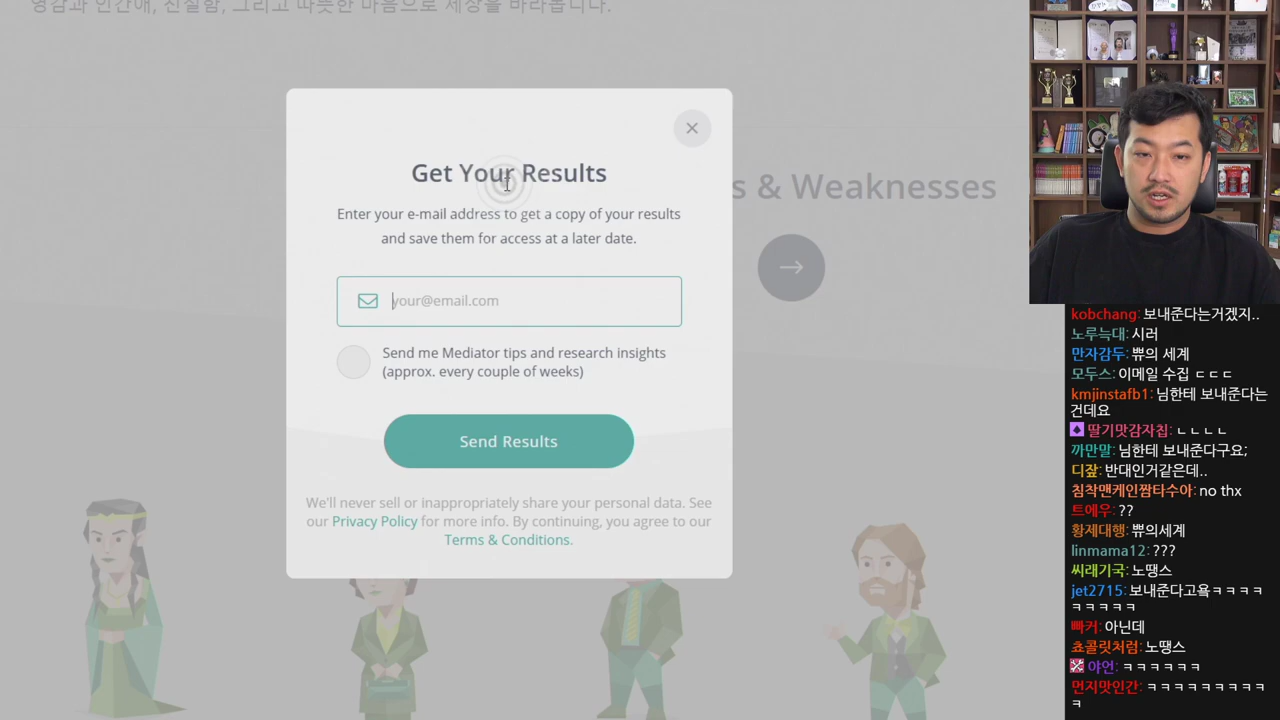 영감과 인간애, 진실함, 그리고 따뜻한 마음으로 세상을 바라봅니다.
Get Your Results
Enter your e-mail address to get a copy of your results
and save them for access at a later date.
your@email.com
Send me Mediator tips and research insights
(approx. every couple of weeks)
Send Results
We'll never sell or inappropriately share your personal data. See
our Privacy Policy for more info. By continuing, you agree to our
Terms & Conditions.
s & Weaknesses
kobchang: 보내준다는거겠지..
노루늑대: 시러
만자감두: 쀼의 세계
모두스: 이메일 수집 ㄷㄷㄷ
kmjinstafb1: 님한테 보내준다는
건데요
딸기맛감자칩: ㄴㄴㄴㄴ
까만말: 님한테 보내준다구요;
디잪: 반대인거같은데..
침착맨케인짬타수아: no thx
트에우: ??
황제대행: 쀼의세계
linmama12: ???
씨래기국: 노땡스
jet2715: 보내준다고욕ㅋㅋㅋㅋ
ㅋㅋㅋㅋㅋ
빠커: 아닌데
쵸콜릿처럼: 노땡스
야언: ㅋㅋㅋㅋㅋㅋ
먼지맛인간: ㅋㅋㅋㅋㅋㅋㅋㅋㅋ
ㅋ